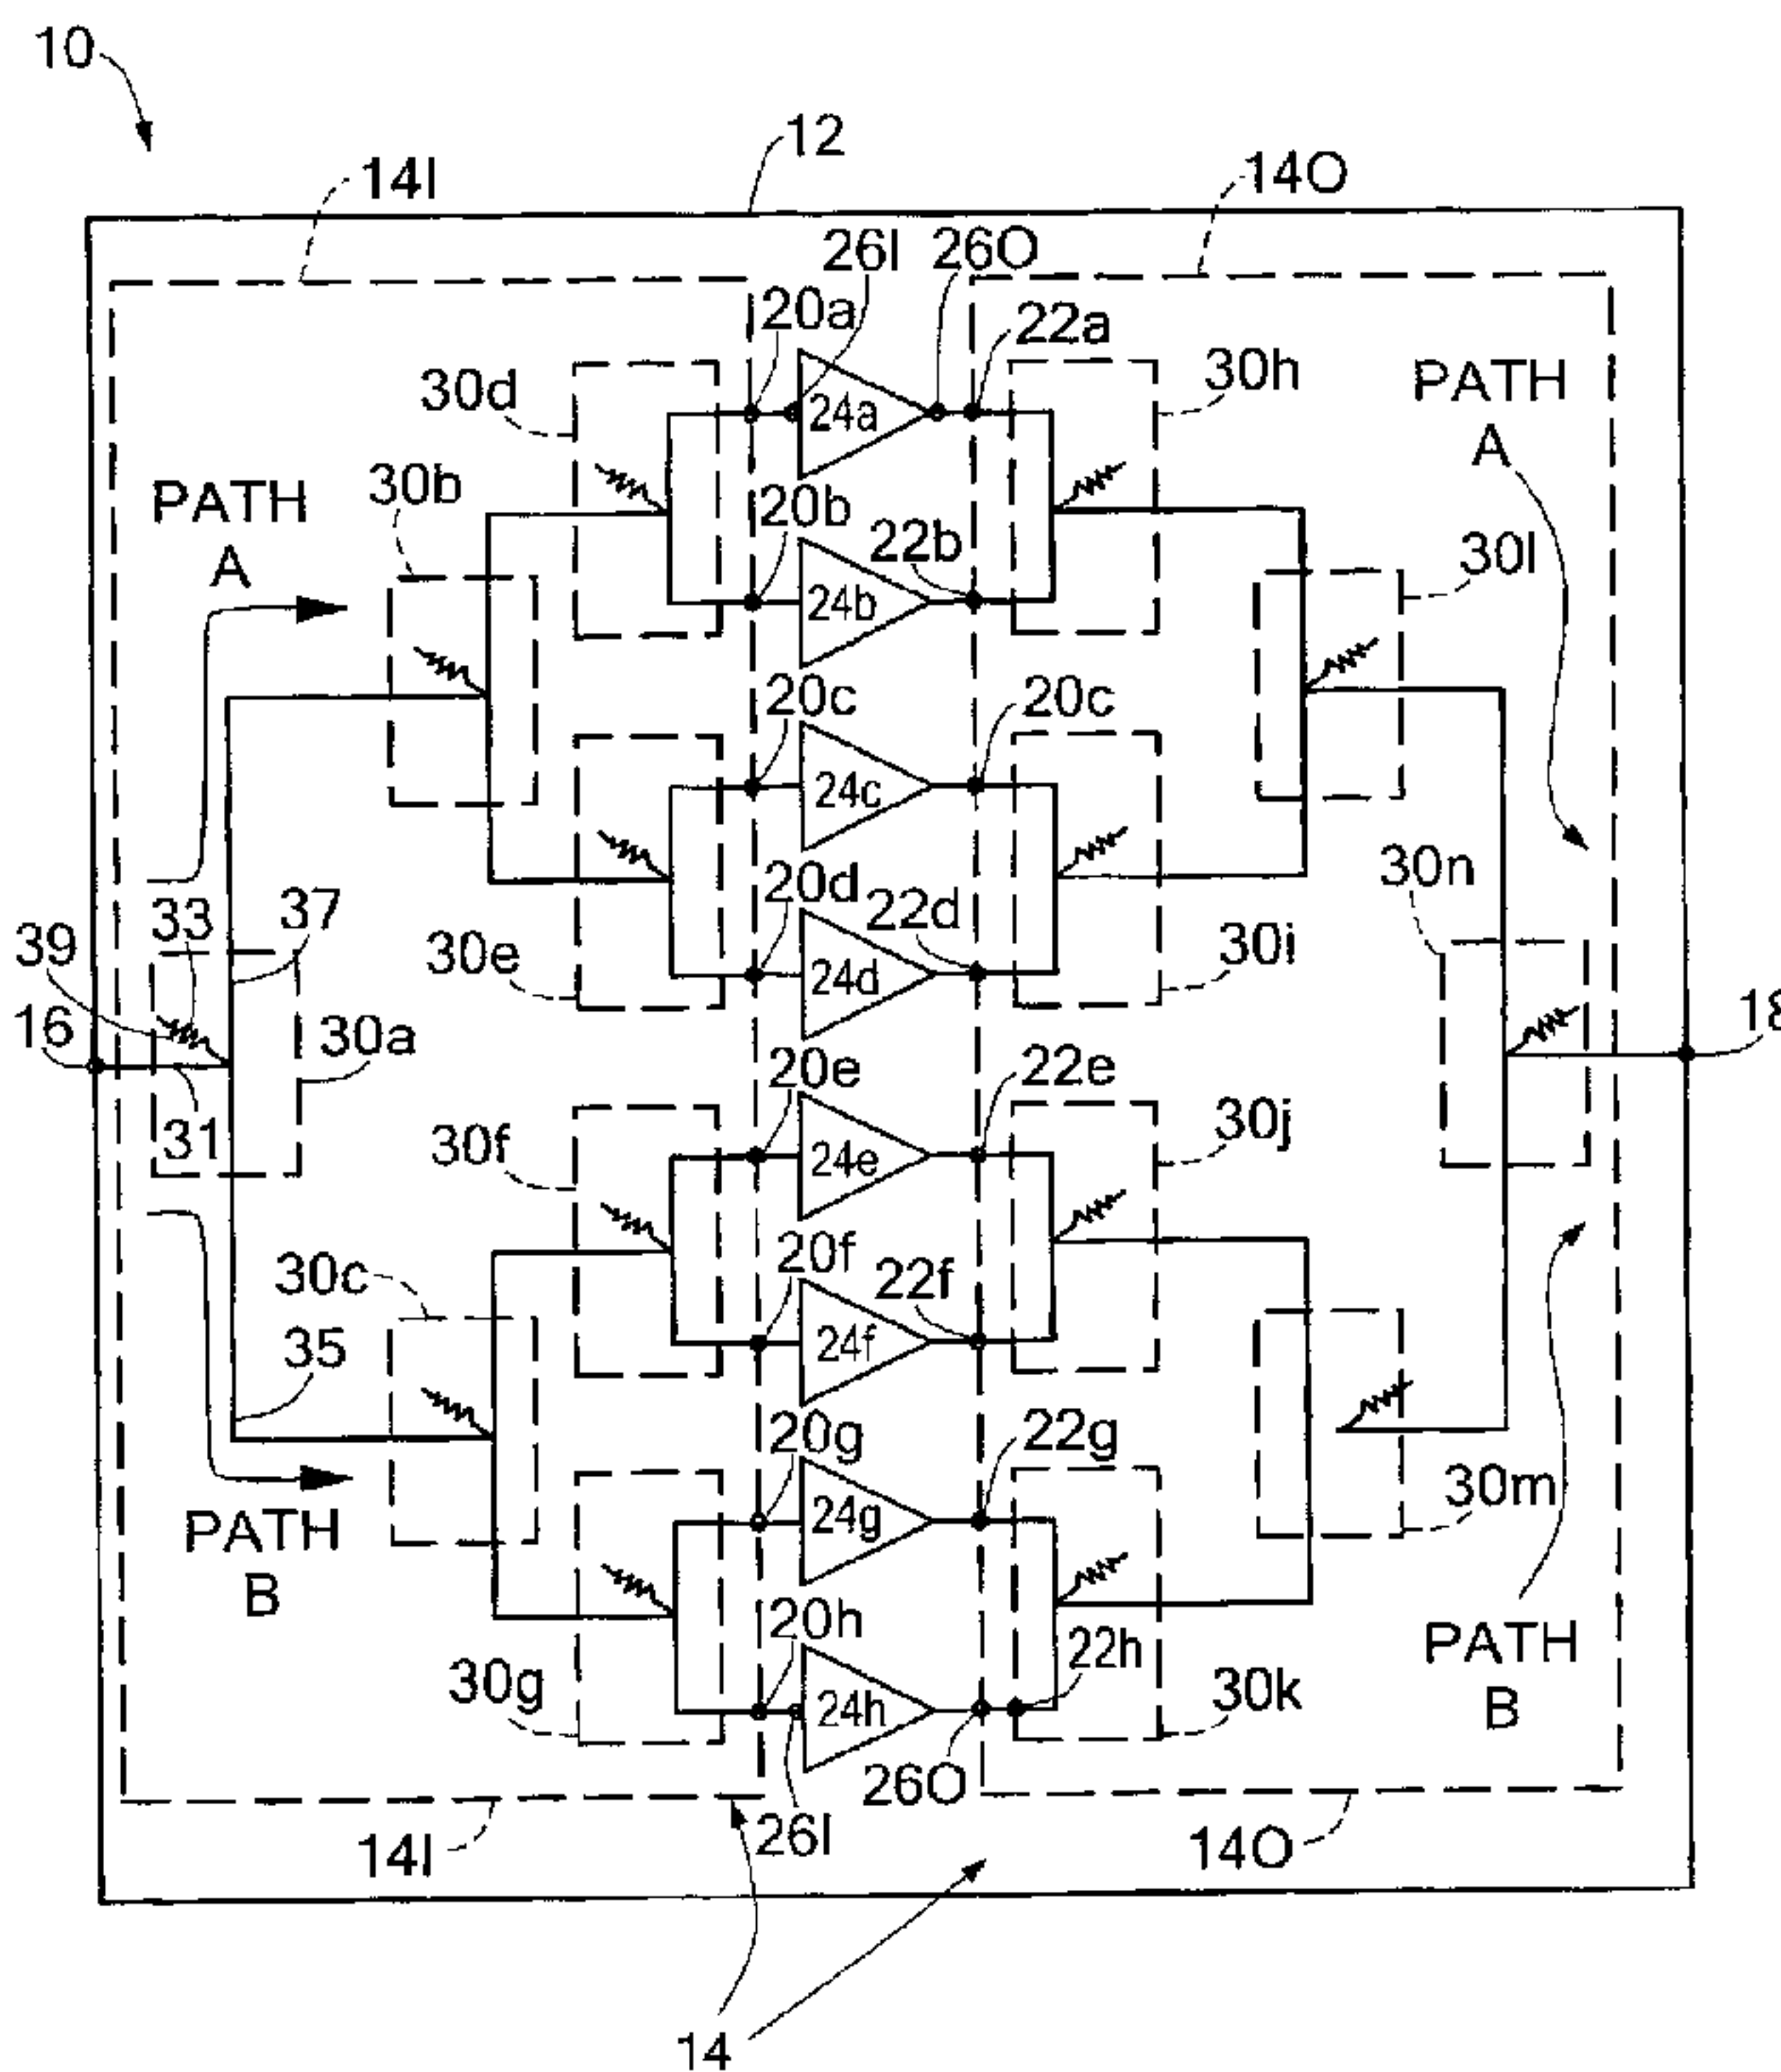 10
12
14I
14O
26I
26O
20a
22a
30d
24a
30h
PATH
A
PATH
A
30b
20b
22b
24b
30l
20c
20c
24c
30n
37
33
39
20d
22d
30e
24d
30i
16
30a
18
31
20e
22e
30f
24e
30j
30c
20f
22f
24f
35
20g
22g
24g
30m
PATH
B
20h
22h
PATH
B
30g
24h
30k
26O
26I
14I
14O
14